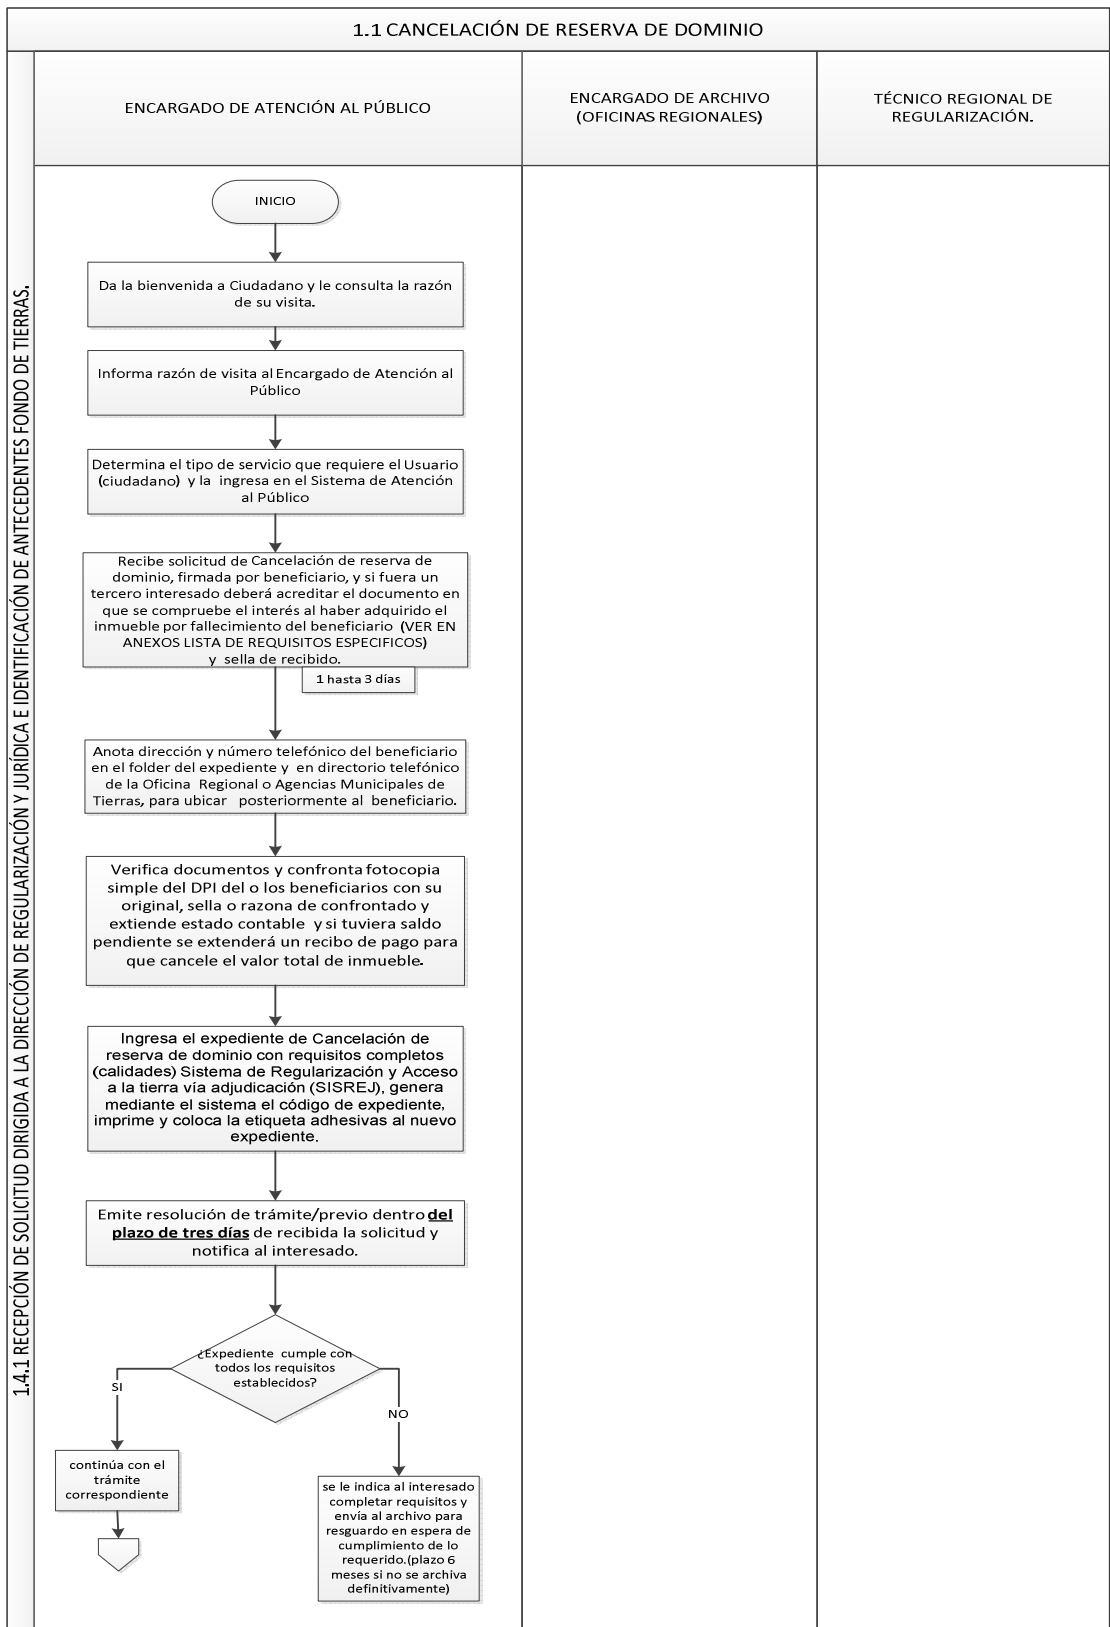 1.1 CANCELACIÓN DE RESERVA DE DOMINIO
1.4.1 RECEPCIÓN DE SOLICITUD DIRIGIDA A LA DIRECCIÓN DE REGULARIZACIÓN Y JURÍDICA E IDENTIFICACIÓN DE ANTECEDENTES FONDO DE TIERRAS.
ENCARGADO DE ATENCIÓN AL PÚBLICO
ENCARGADO DE ARCHIVO
(OFICINAS REGIONALES)
TÉCNICO REGIONAL DE
REGULARIZACIÓN.
INICIO
Da la bienvenida a Ciudadano y le consulta la razón
de su visita.
Informa razón de visita al Encargado de Atención al
Público
Determina el tipo de servicio que requiere el Usuario
(ciudadano) y la ingresa en el Sistema de Atención
al Público
Recibe solicitud de Cancelación de reserva de
dominio, firmada por beneficiario, y si fuera un
tercero interesado deberá acreditar el documento en
que se compruebe el interés al haber adquirido el
inmueble por fallecimiento del beneficiario (VER EN
ANEXOS LISTA DE REQUISITOS ESPECIFICOS)
y sella de recibido.
1 hasta 3 días
Anota dirección y número telefónico del beneficiario
en el folder del expediente y en directorio telefónico
de la Oficina Regional o Agencias Municipales de
Tierras, para ubicar posteriormente al beneficiario.
Verifica documentos y confronta fotocopia
simple del DPI del o los beneficiarios con su
original, sella o razona de confrontado y
extiende estado contable y si tuviera saldo
pendiente se extenderá un recibo de pago para
que cancele el valor total de inmueble.
Ingresa el expediente de Cancelación de
reserva de dominio con requisitos completos
(calidades) Sistema de Regularización y Acceso
a la tierra vía adjudicación (SISREJ), genera
mediante el sistema el código de expediente,
imprime y coloca la etiqueta adhesivas al nuevo
expediente.
Emite resolución de trámite/previo dentro del
plazo de tres días de recibida la solicitud y
notifica al interesado.
¿Expediente cumple con
todos los requisitos
establecidos?
SI
NO
continúa con el
trámite
correspondiente
se le indica al interesado
completar requisitos y
envía al archivo para
resguardo en espera de
cumplimiento de lo
requerido.(plazo 6
meses si no se archiva
definitivamente)